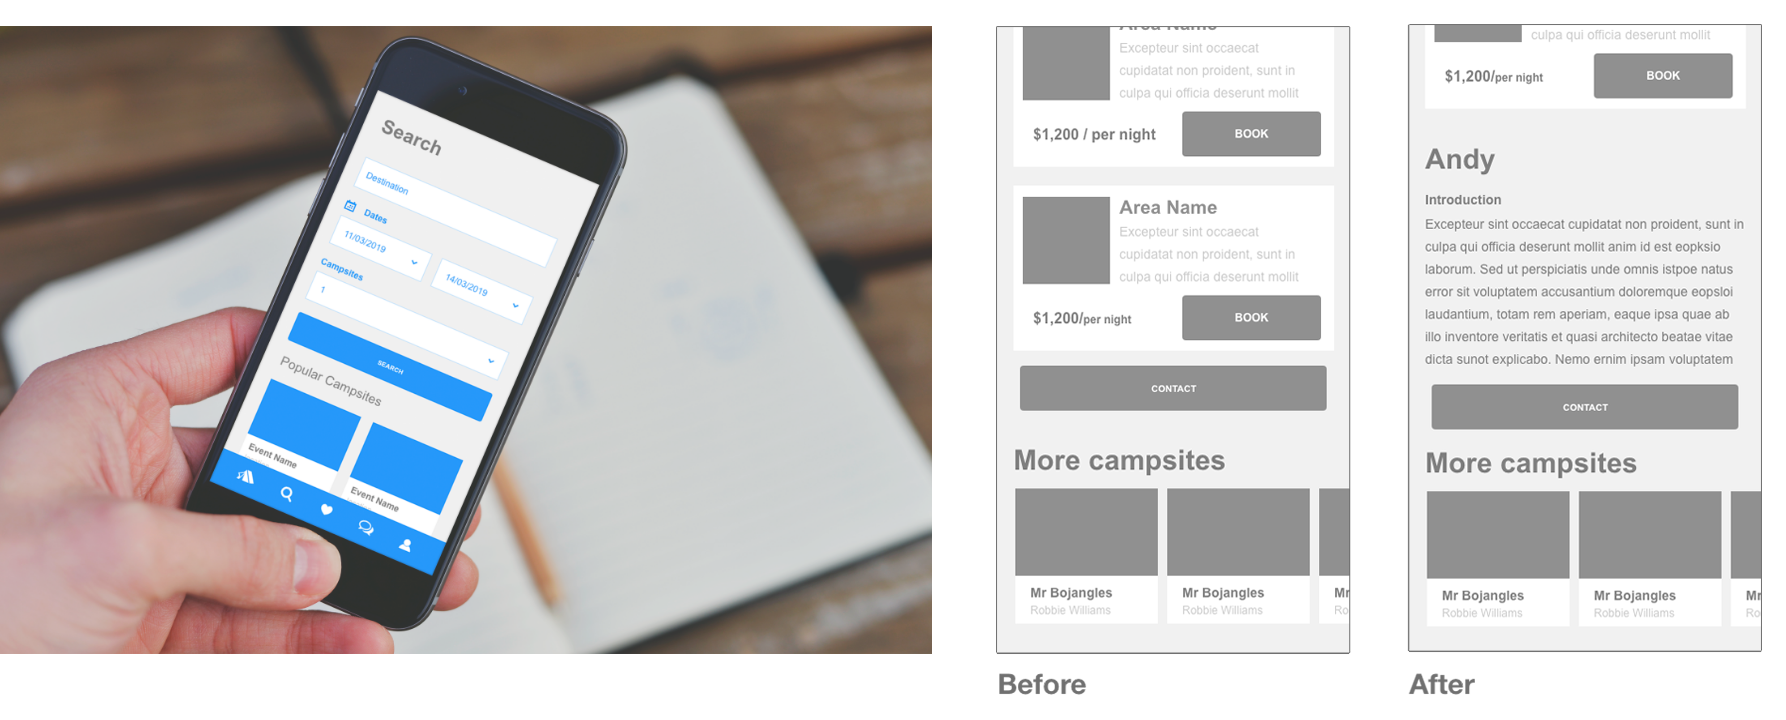 Search
Destination
Dates
11/03/2019
14/03/2019
Campsites
1
SEARCH
Popular Campsites
Event Name
Event Name
Area Name
Excepteur sint occaecat
cupidatat non proident, sunt in
culpa qui officia deserunt mollit
$1,200 / per night
BOOK
Area Name
Excepteur sint occaecat
cupidatat non proident, sunt in
culpa qui officia deserunt mollit
$1,200/per night
BOOK
CONTACT
More campsites
Mr Bojangles
Robbie Williams
Mr Bojangles
Robbie Williams
Mr
Ro
Before
culpa qui officia deserunt mollit
$1,200/per night
BOOK
Andy
Introduction
Excepteur sint occaecat cupidatat non proident, sunt in
culpa qui officia deserunt mollit anim id est eopksio
laborum. Sed ut perspiciatis unde omnis istpoe natus
error sit voluptatem accusantium doloremque eopsloi
laudantium, totam rem aperiam, eaque ipsa quae ab
illo inventore veritatis et quasi architecto beatae vitae
dicta sunot explicabo. Nemo ernim ipsam voluptatem
CONTACT
More campsites
Mr Bojangles
Robbie Williams
Mr Bojangles
Robbie Williams
Mr
Ro
After